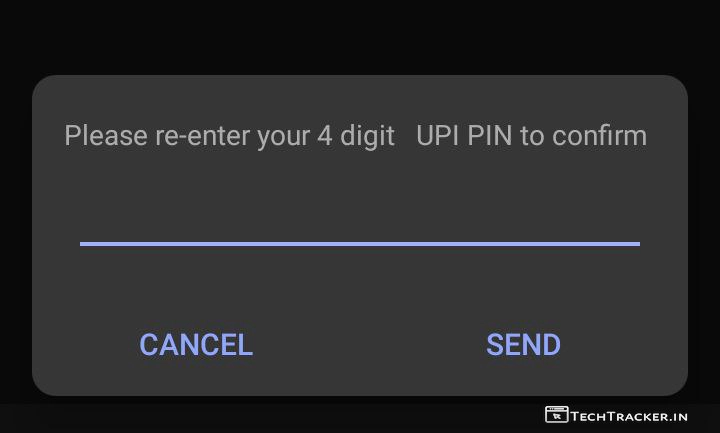 Please re-enter your 4 digit UPI PIN to confirm
CANCEL SEND
TECHTRACKER.IN